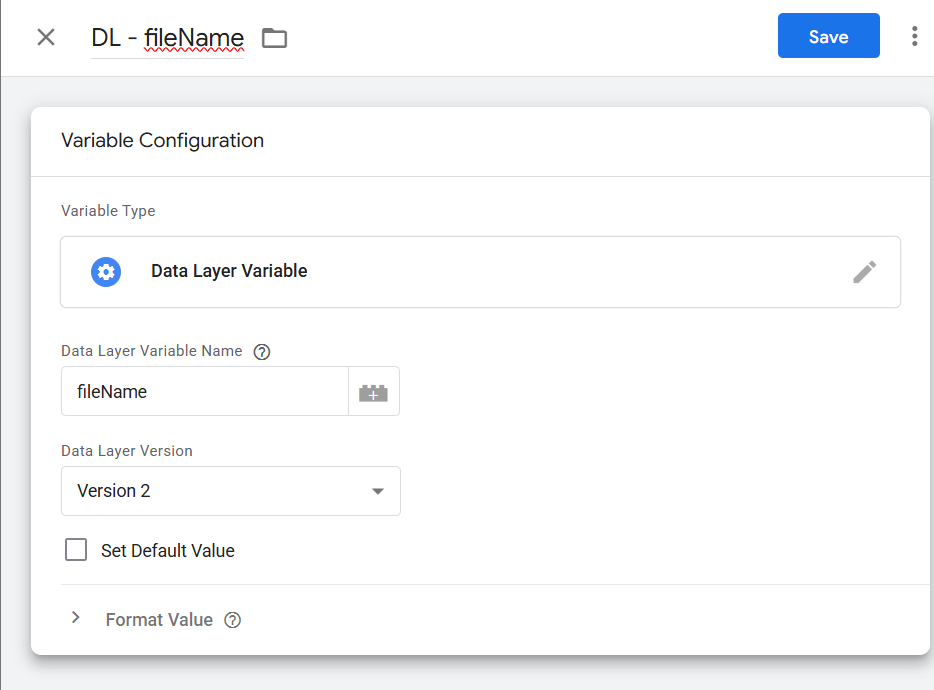 DL - fileName
Save
Variable Configuration
Variable Type
Data Layer Variable
Data Layer Variable Name
fileName
Data Layer Version
Version 2
Set Default Value
Format Value